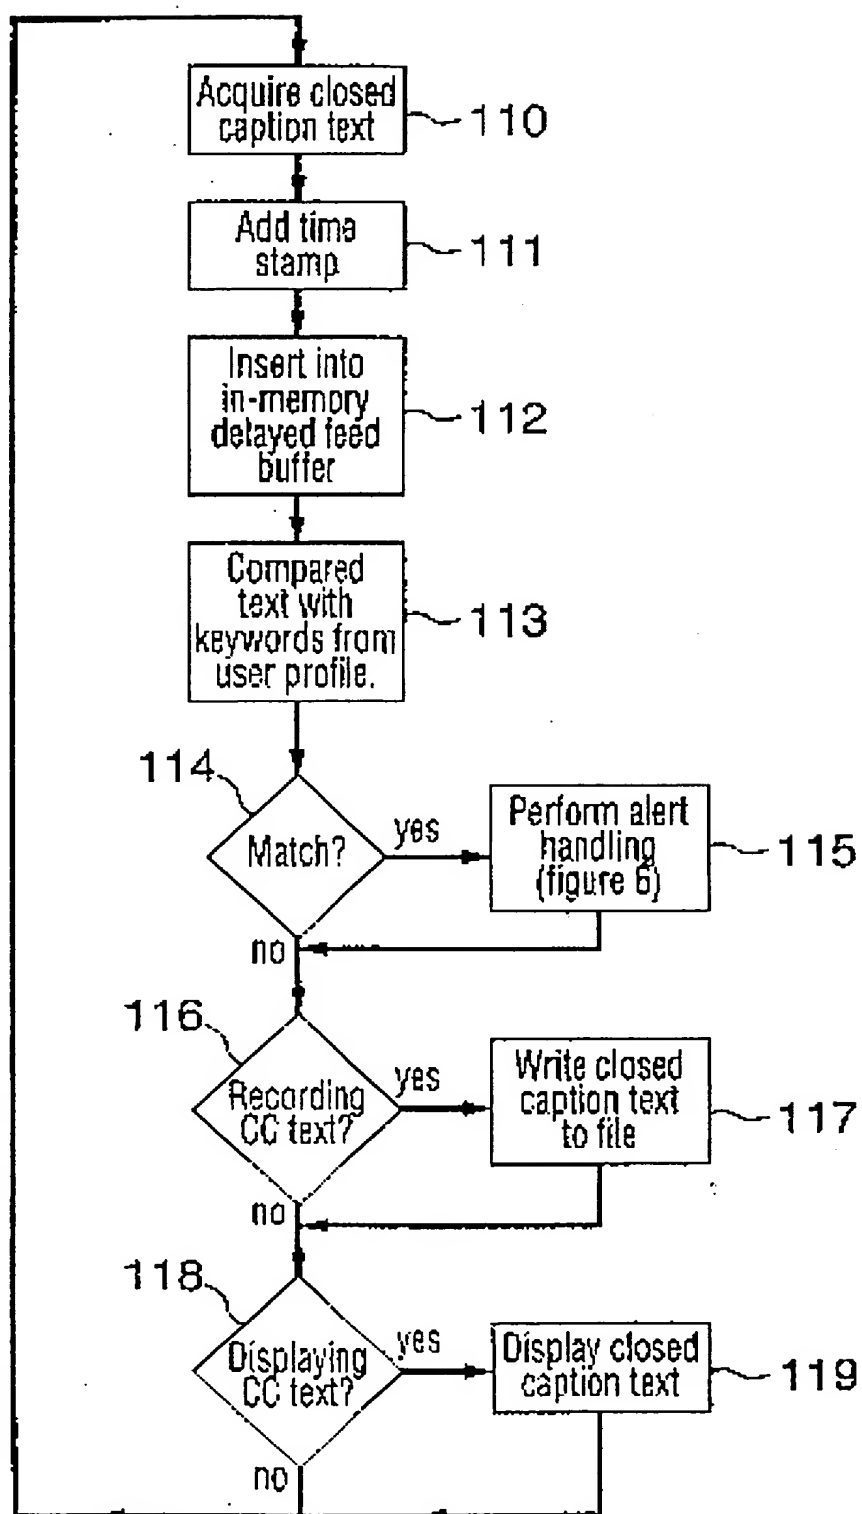 Acquire closed
caption text
110
Add time
stamp
111
Insert into
in-memory
delayed feed
buffer
112
Compared
text with
keywords from
user profile.
113
114
Match?
yes
no
Perform alert
handling
(figure 6)
115
116
Recording
CC text?
yes
no
Write closed
caption text
to file
117
118
Displaying
CC text?
yes
no
Display closed
caption text
119